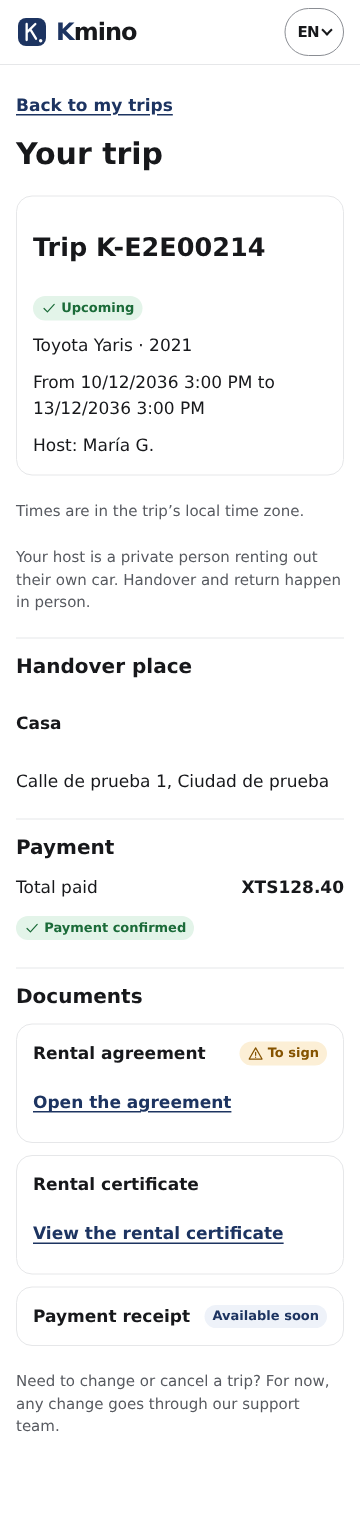 K. Kmino
EN
Back to my trips
Your trip
Trip K-E2E00214
Upcoming
Toyota Yaris · 2021
From 10/12/2036 3:00 PM to
13/12/2036 3:00 PM
Host: María G.
Times are in the trip’s local time zone.
Your host is a private person renting out
their own car. Handover and return happen
in person.
Handover place
Casa
Calle de prueba 1, Ciudad de prueba
Payment
Total paid XTS128.40
Payment confirmed
Documents
Rental agreement To sign
Open the agreement
Rental certificate
View the rental certificate
Payment receipt Available soon
Need to change or cancel a trip? For now,
any change goes through our support
team.